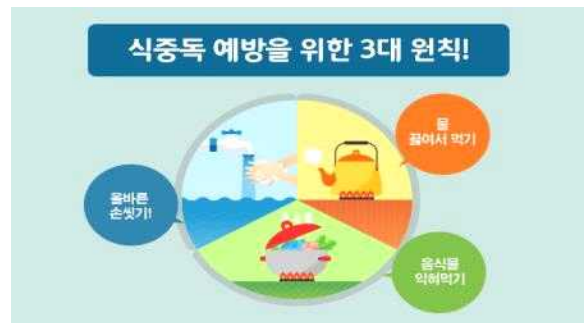 식중독 예방을 위한 3대 원칙!
물
끓여서 먹기
올바른
손씻기!
음식물
익혀먹기